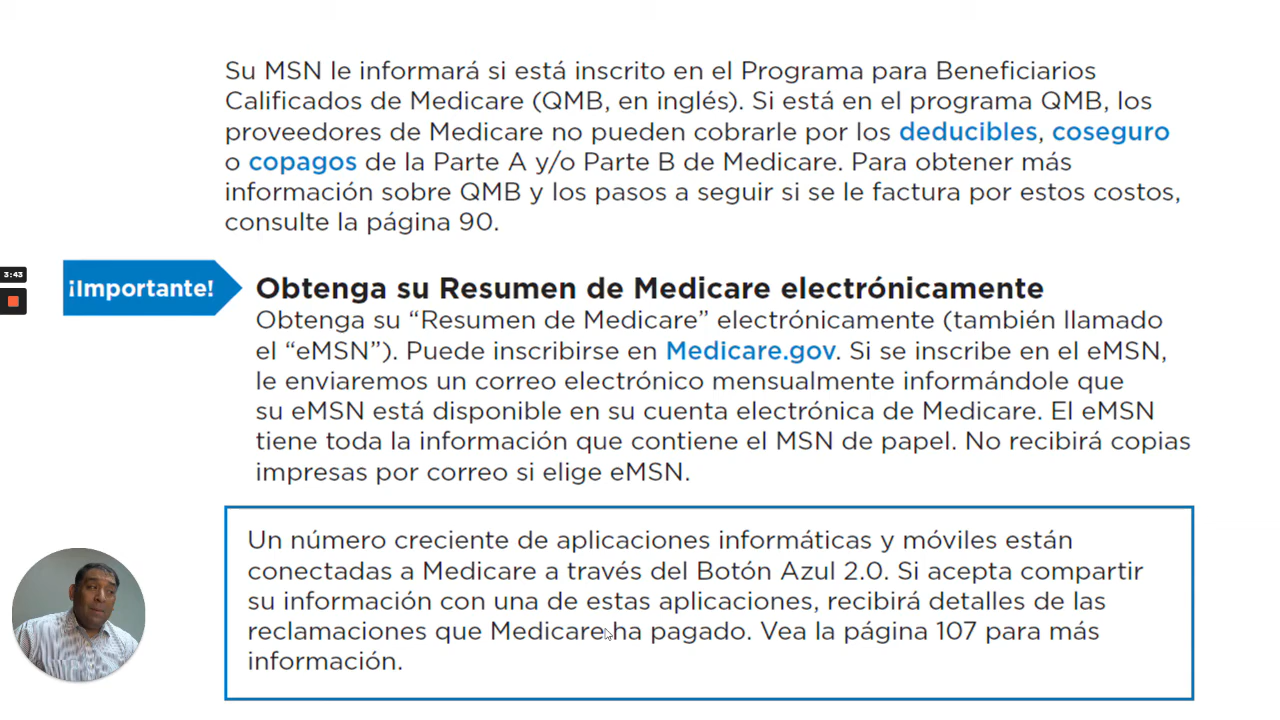 Su MSN le informará si está inscrito en el Programa para Beneficiarios
Calificados de Medicare (QMB, en inglés). Si está en el programa QMB, los
proveedores de Medicare no pueden cobrarle por los deducibles, coseguro
o copagos de la Parte A y/o Parte B de Medicare. Para obtener más
información sobre QMB y los pasos a seguir si se le factura por estos costos,
consulte la página 90.
3:43
¡Importante!
Obtenga su Resumen de Medicare electrónicamente
Obtenga su “Resumen de Medicare” electrónicamente (también llamado
el “eMSN”). Puede inscribirse en Medicare.gov. Si se inscribe en el eMSN,
le enviaremos un correo electrónico mensualmente informándole que
su eMSN está disponible en su cuenta electrónica de Medicare. El eMSN
tiene toda la información que contiene el MSN de papel. No recibirá copias
impresas por correo si elige eMSN.
Un número creciente de aplicaciones informáticas y móviles están
conectadas a Medicare a través del Botón Azul 2.0. Si acepta compartir
su información con una de estas aplicaciones, recibirá detalles de las
reclamaciones que Medicare ha pagado. Vea la página 107 para más
información.